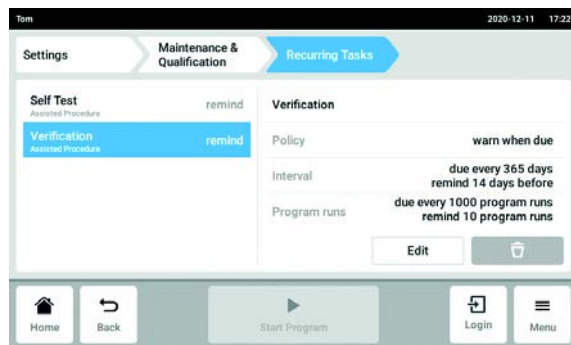 Tom
2020-12-11 17:22
Settings
Maintenance &
Qualification
Recurring Tasks
Self Test
remind
Assisted Procedure
Verification
remind
Assisted Procedure
Verification
Policy
warn when due
Interval
due every 365 days
remind 14 days before
Program runs
due every 1000 program runs
remind 10 program runs
Edit
Home
Back
Start Program
Login
Menu